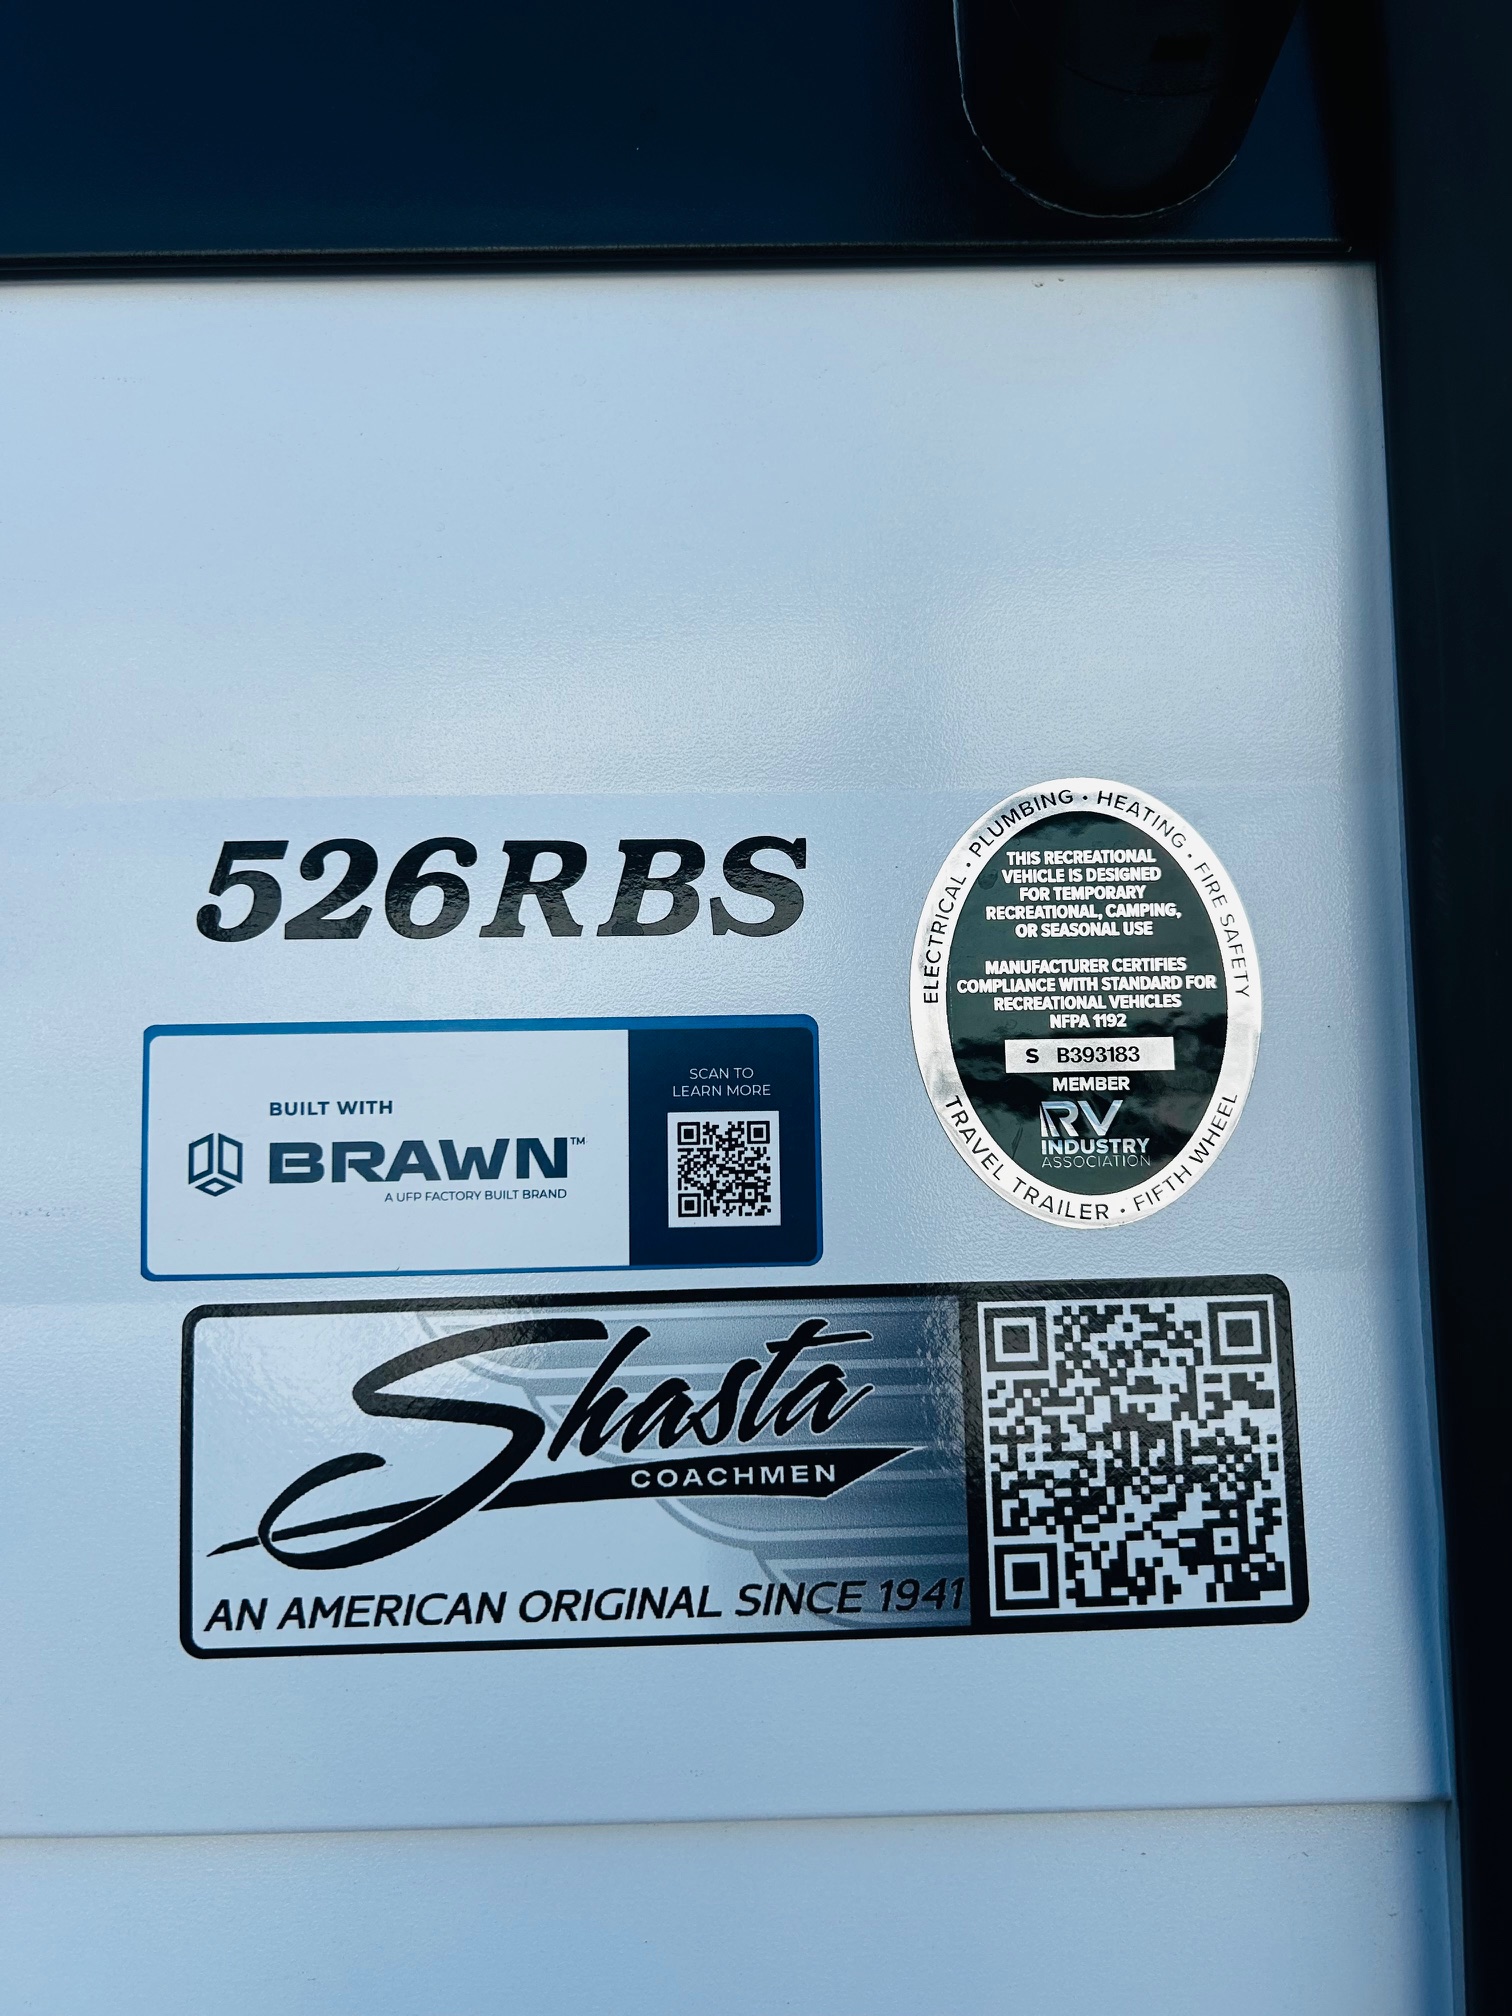 526RBS
BUILT WITH
BRAWN™
A UFP FACTORY BUILT BRAND
SCAN TO
LEARN MORE
ELECTRICAL • PLUMBING • HEATING • FIRE SAFETY
THIS RECREATIONAL
VEHICLE IS DESIGNED
FOR TEMPORARY
RECREATIONAL, CAMPING,
OR SEASONAL USE
MANUFACTURER CERTIFIES
COMPLIANCE WITH STANDARD FOR
RECREATIONAL VEHICLES
NFPA 1192
S B393183
MEMBER
RV
INDUSTRY
ASSOCIATION
TRAVEL TRAILER • FIFTH WHEEL
Shasta
COACHMEN
AN AMERICAN ORIGINAL SINCE 1941